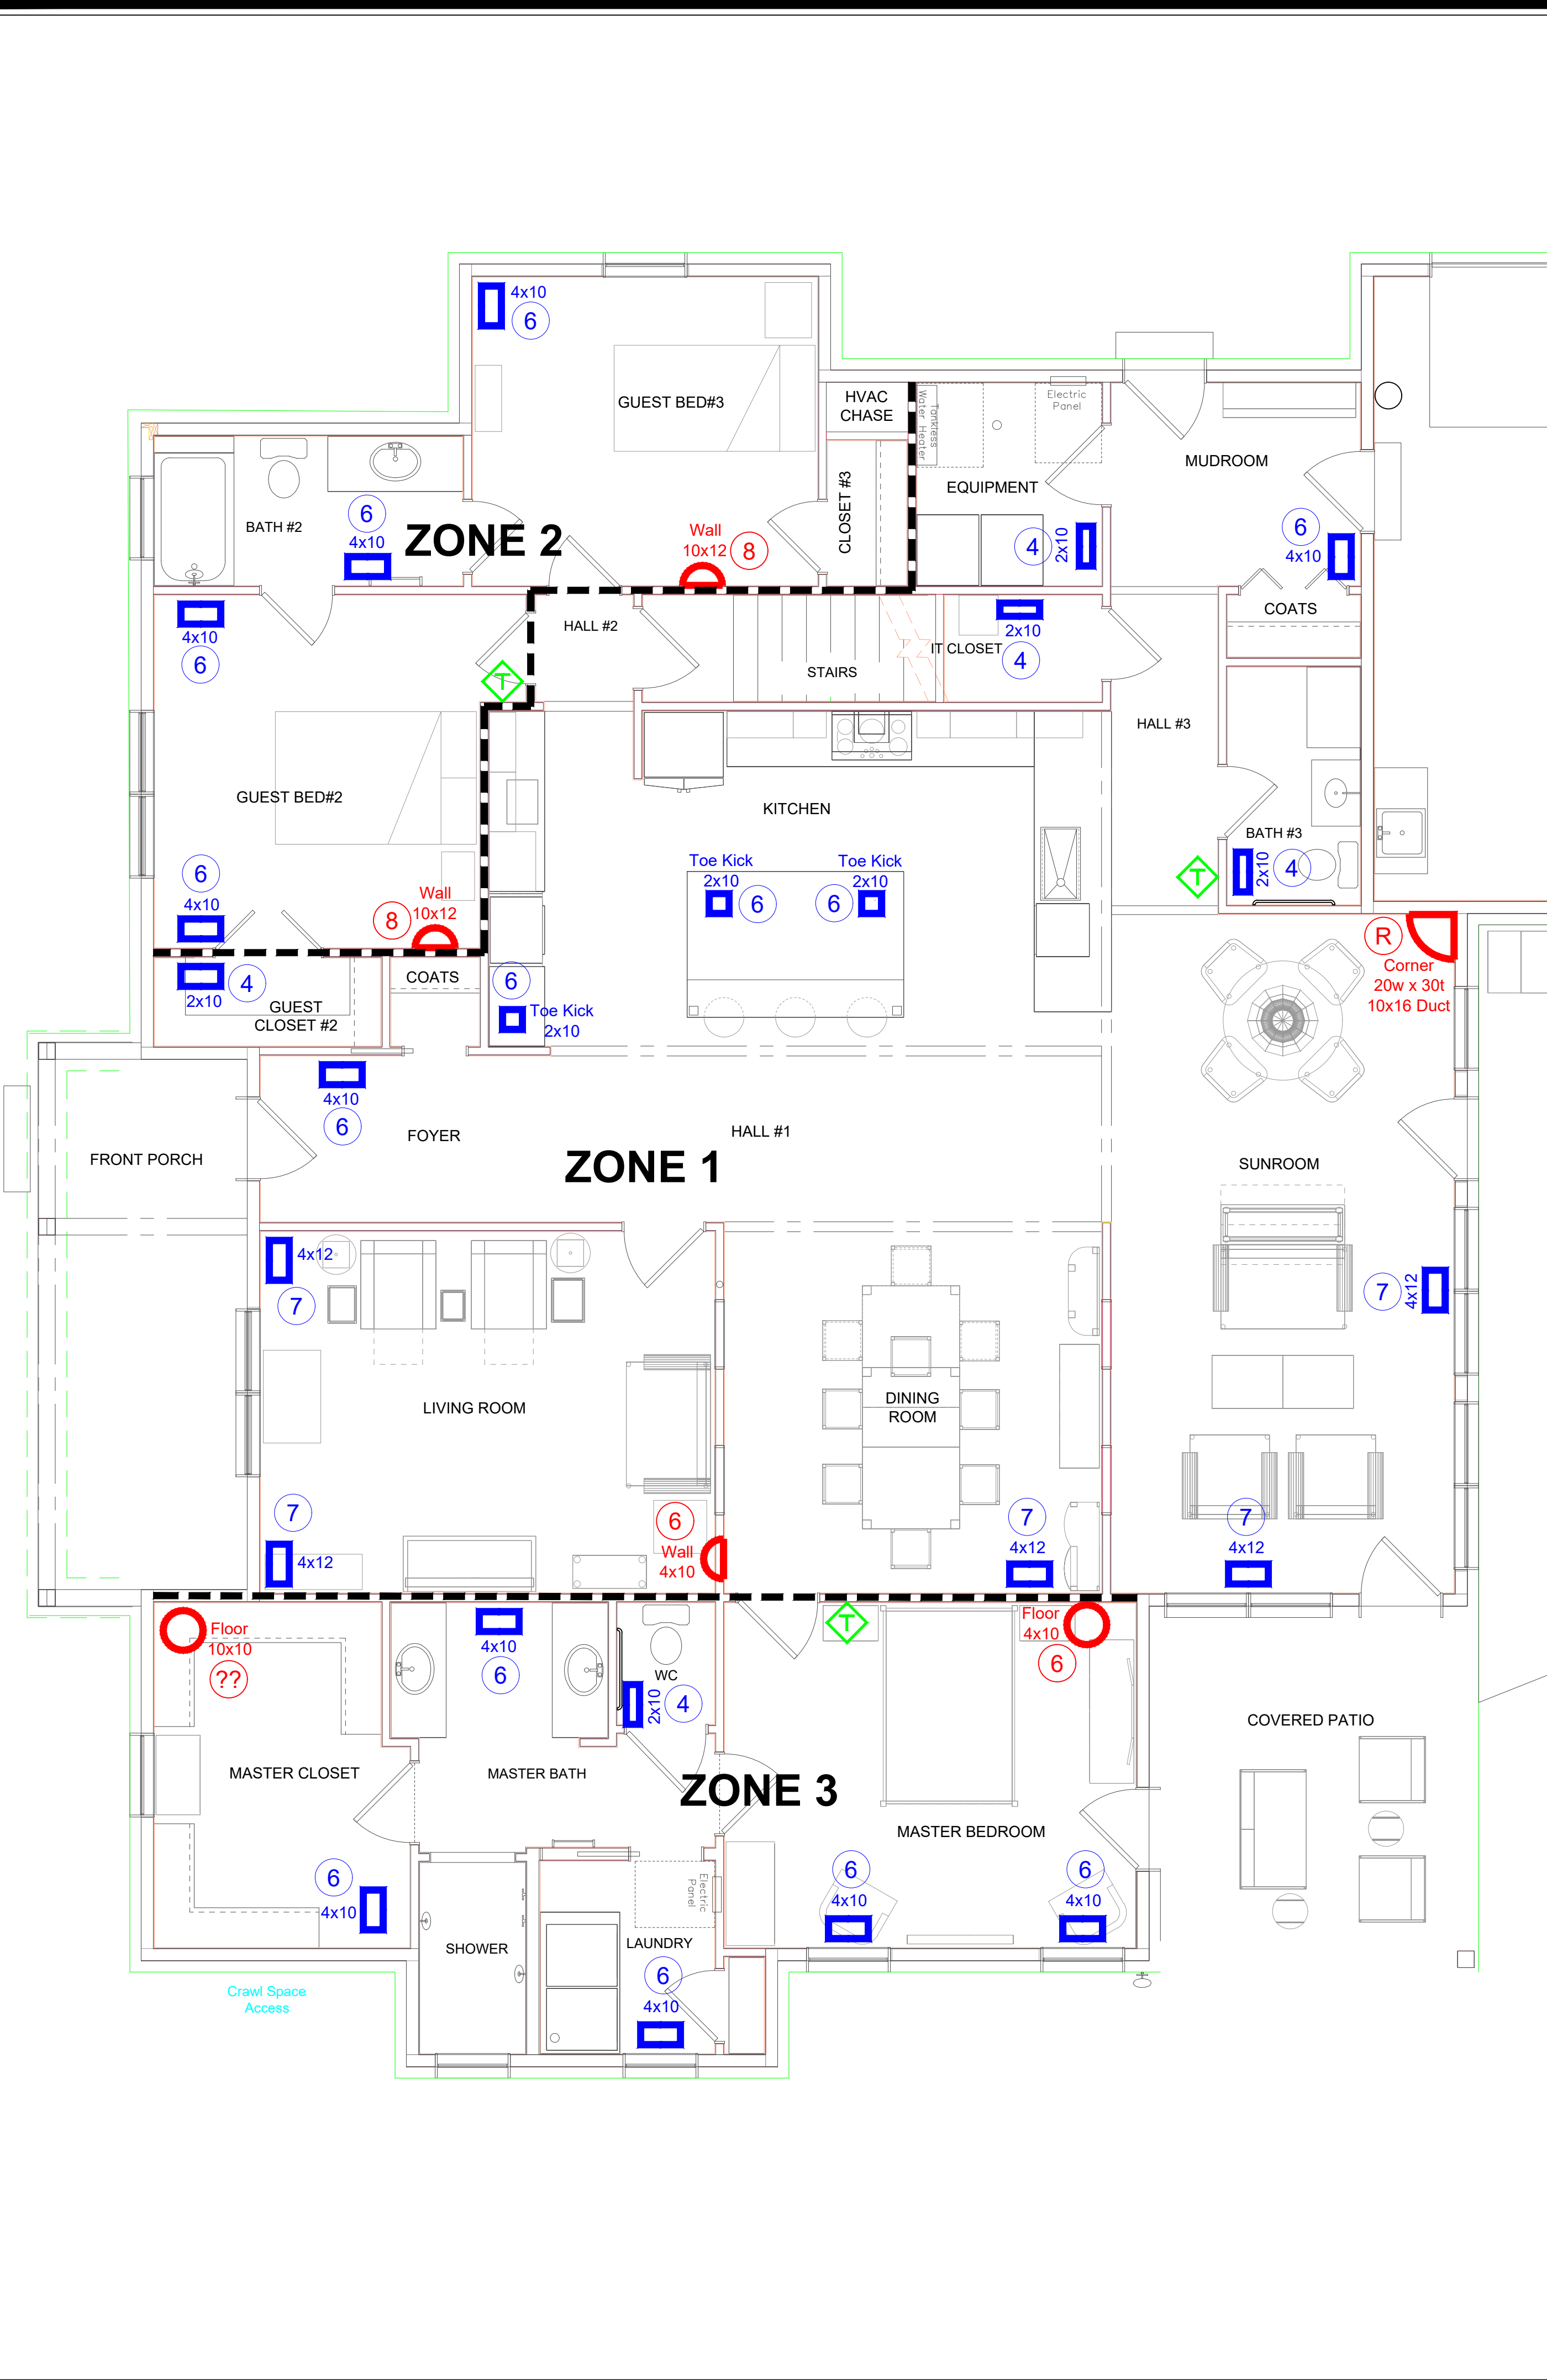 4x10
6
GUEST BED#3
HVAC
CHASE
Tankless
Water Heater
Electric
Panel
MUDROOM
EQUIPMENT
CLOSET #3
BATH #2
6
4x10
ZONE 2
Wall
10x12
8
4
2x10
6
4x10
COATS
4x10
6
HALL #2
T
STAIRS
IT CLOSET
2x10
4
HALL #3
GUEST BED#2
KITCHEN
BATH #3
T
2x10
4
Toe Kick
2x10
6
Toe Kick
2x10
6
6
4x10
Wall
10x12
8
R
Corner
20w x 30t
10x16 Duct
2x10
4
GUEST
CLOSET #2
COATS
6
Toe Kick
2x10
4x10
6
FOYER
HALL #1
FRONT PORCH
ZONE 1
SUNROOM
4x12
7
7
4x12
LIVING ROOM
DINING
ROOM
7
4x12
6
Wall
4x10
7
4x12
7
4x12
Floor
10x10
??
4x10
6
WC
2x10
4
T
Floor
4x10
6
COVERED PATIO
MASTER CLOSET
MASTER BATH
ZONE 3
MASTER BEDROOM
6
4x10
6
4x10
6
4x10
Electric
Panel
SHOWER
LAUNDRY
6
4x10
Crawl Space
Access